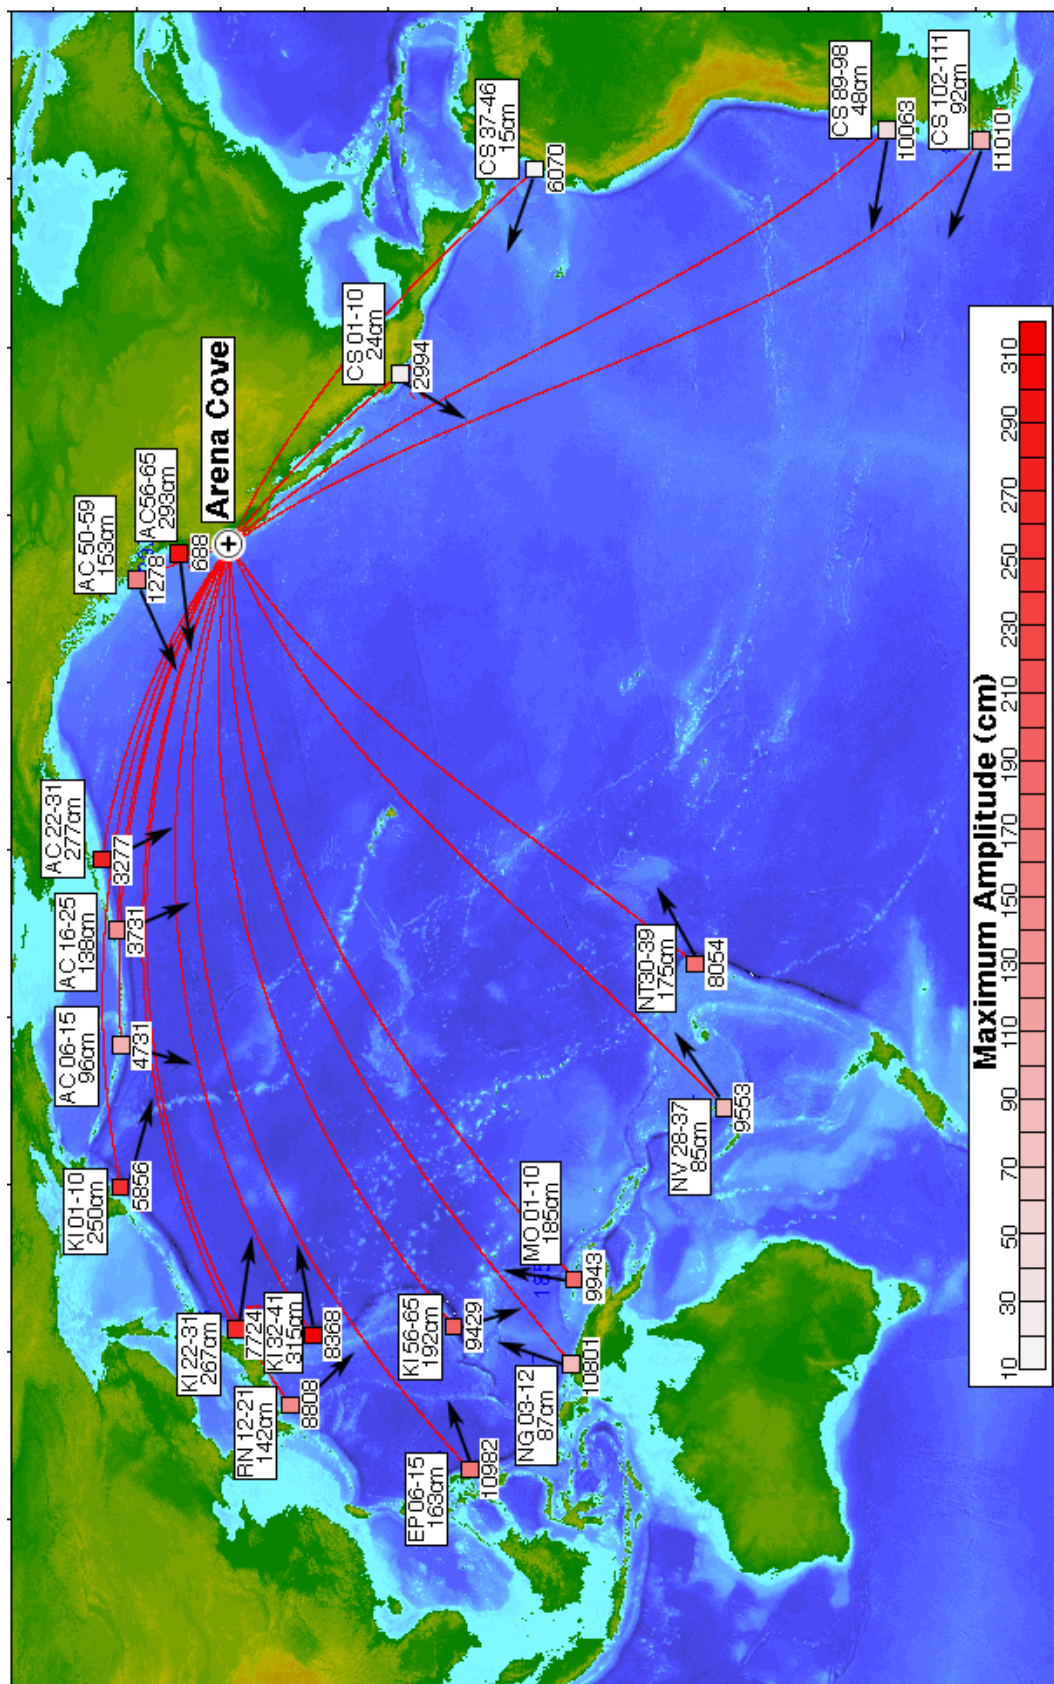 AC 50-59
153cm
1278
AC56-65
293cm
688
Arena Cove
AC 22-31
277cm
3277
AC 16-25
138cm
3731
AC 06-15
96cm
4731
KI 01-10
250cm
5856
KI 22-31
267cm
7724
KI 32-41
315cm
8368
RN 12-21
142cm
8808
EP 06-15
163cm
10982
KI 56-65
192cm
9429
NG 03-12
87cm
10801
MO 01-10
185cm
9943
NV 28-37
85cm
9553
NT30-39
175cm
8054
CS 01-10
24cm
2994
CS 37-46
15cm
6070
CS 89-98
48cm
10063
CS 102-111
92cm
11010
Maximum Amplitude (cm)
10 30 50 70 90 110 130 150 170 190 210 230 250 270 290 310